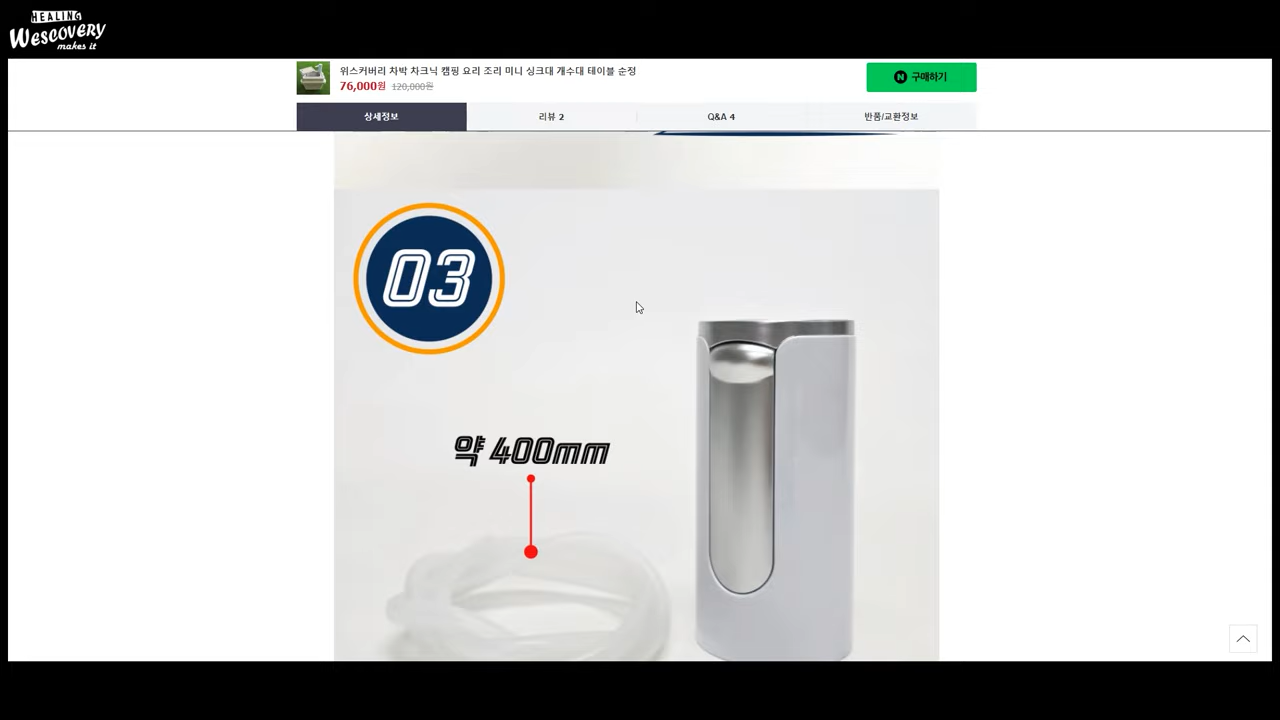 HEALING
Wescovery
makes it
위스커버리 차박 차크닉 캠핑 요리 조리 미니 싱크대 개수대 테이블 순정
76,000원 120,000원
N 구매하기
상세정보 리뷰 2 Q&A 4 반품/교환정보
03
약 400mm